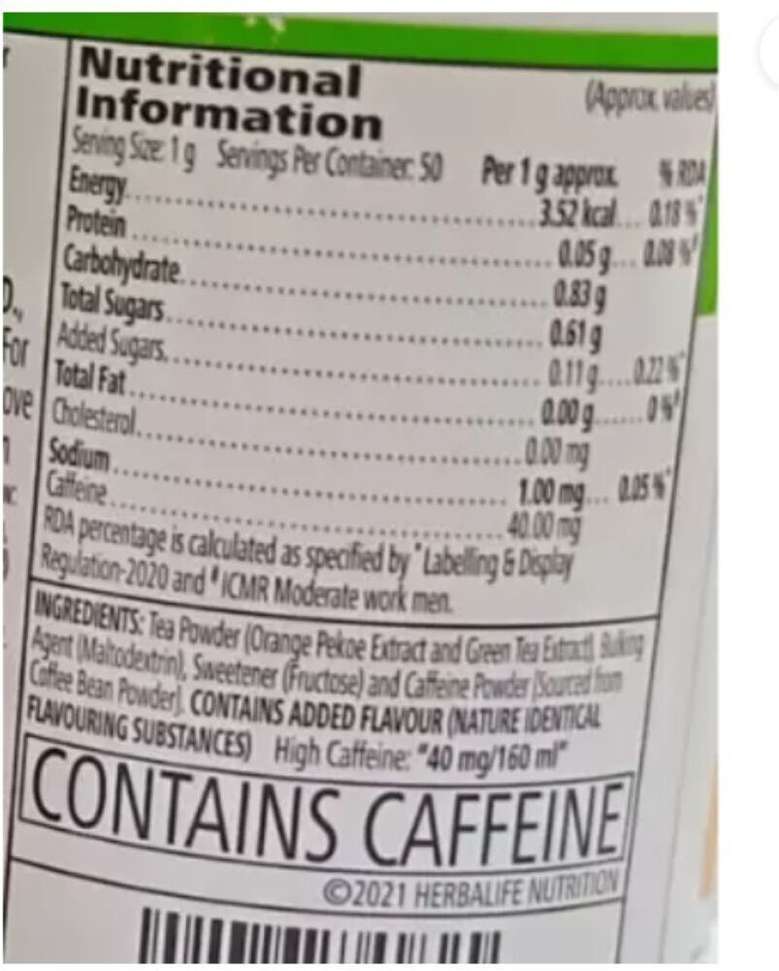 Nutritional
Information
(Approx. values)
Serving Size: 1 g Servings Per Container: 50 Per 1 g approx. % RDA
Energy.................. 3.52 kcal.... 0.18 %*
Protein.................. 0.05 g.... 0.08 %#
Carbohydrate.................. 0.83 g
Total Sugars.................. 0.61 g
Added Sugars.................. 0.11 g..... 0.22 %*
Total Fat.................. 0.00 g...... 0 %#
Cholesterol.................. 0.00 mg
Sodium.................. 1.00 mg.... 0.05 %*
Caffeine.................. 40.00 mg
RDA percentage is calculated as specified by *Labelling & Display
Regulation-2020 and # ICMR Moderate work men.
INGREDIENTS: Tea Powder (Orange Pekoe Extract and Green Tea Extract), Bulking
Agent (Maltodextrin), Sweetener (Fructose) and Caffeine Powder [Sourced from
Coffee Bean Powder]. CONTAINS ADDED FLAVOUR (NATURE IDENTICAL
FLAVOURING SUBSTANCES) High Caffeine: "40 mg/160 ml"
CONTAINS CAFFEINE
©2021 HERBALIFE NUTRITION